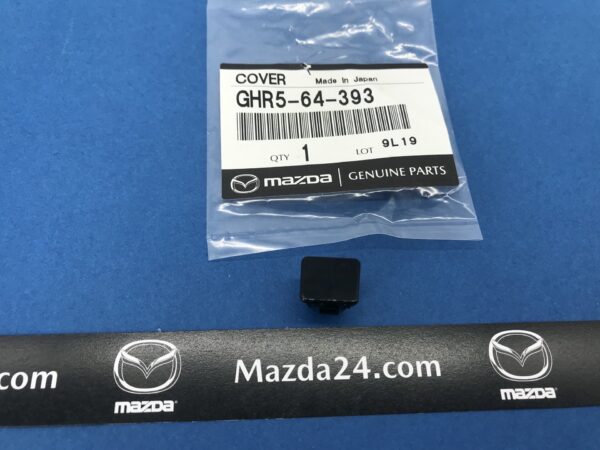 COVER Made In Japan
GHR5-64-393
QTY 1 LOT 9L19
mazda GENUINE PARTS
.com Mazda24.com
mazda mazda